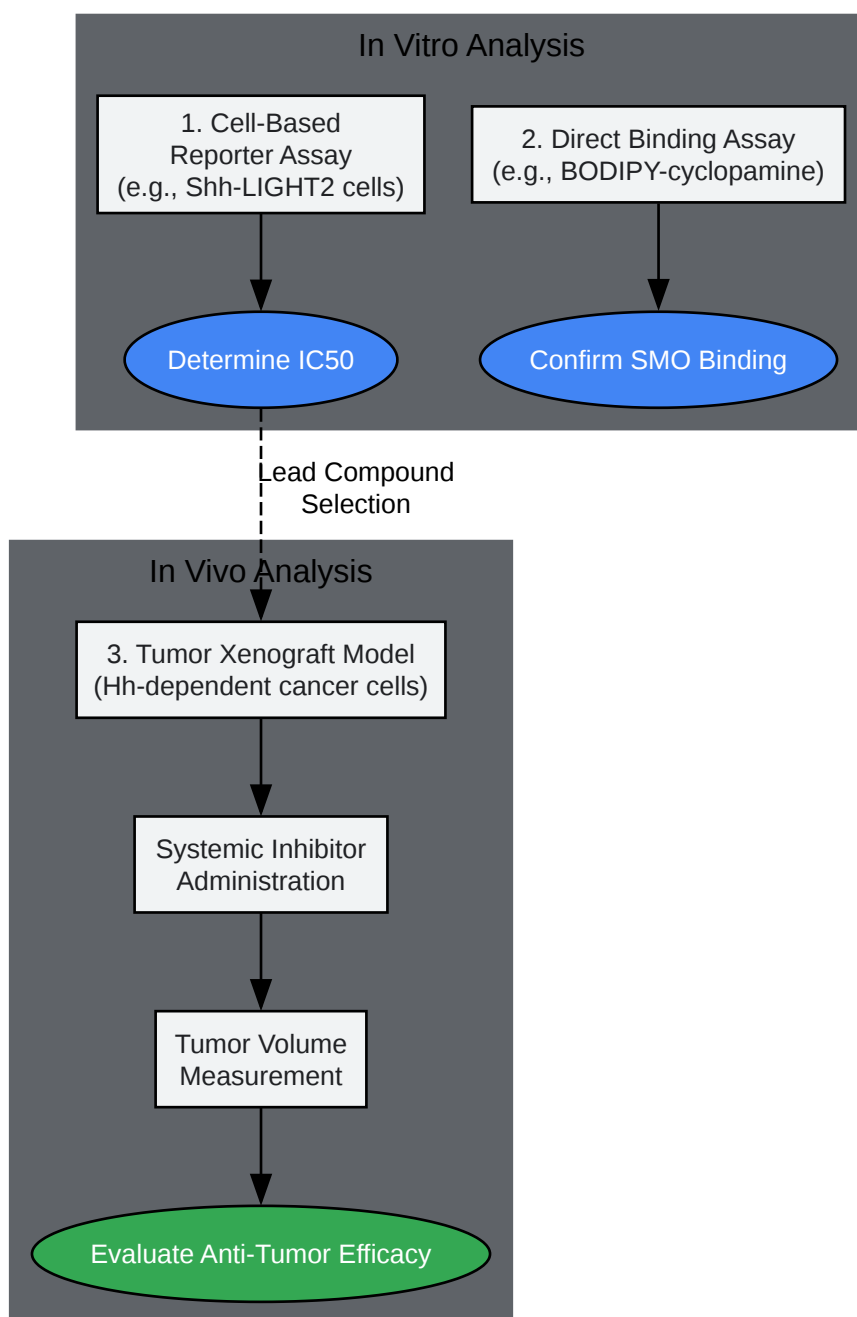 In Vitro Analysis
1. Cell-Based
Reporter Assay
(e.g., Shh-LIGHT2 cells)
2. Direct Binding Assay
(e.g., BODIPY-cyclopamine)
Determine IC50
Confirm SMO Binding
Lead Compound
Selection
In Vivo Analysis
3. Tumor Xenograft Model
(Hh-dependent cancer cells)
Systemic Inhibitor
Administration
Tumor Volume
Measurement
Evaluate Anti-Tumor Efficacy